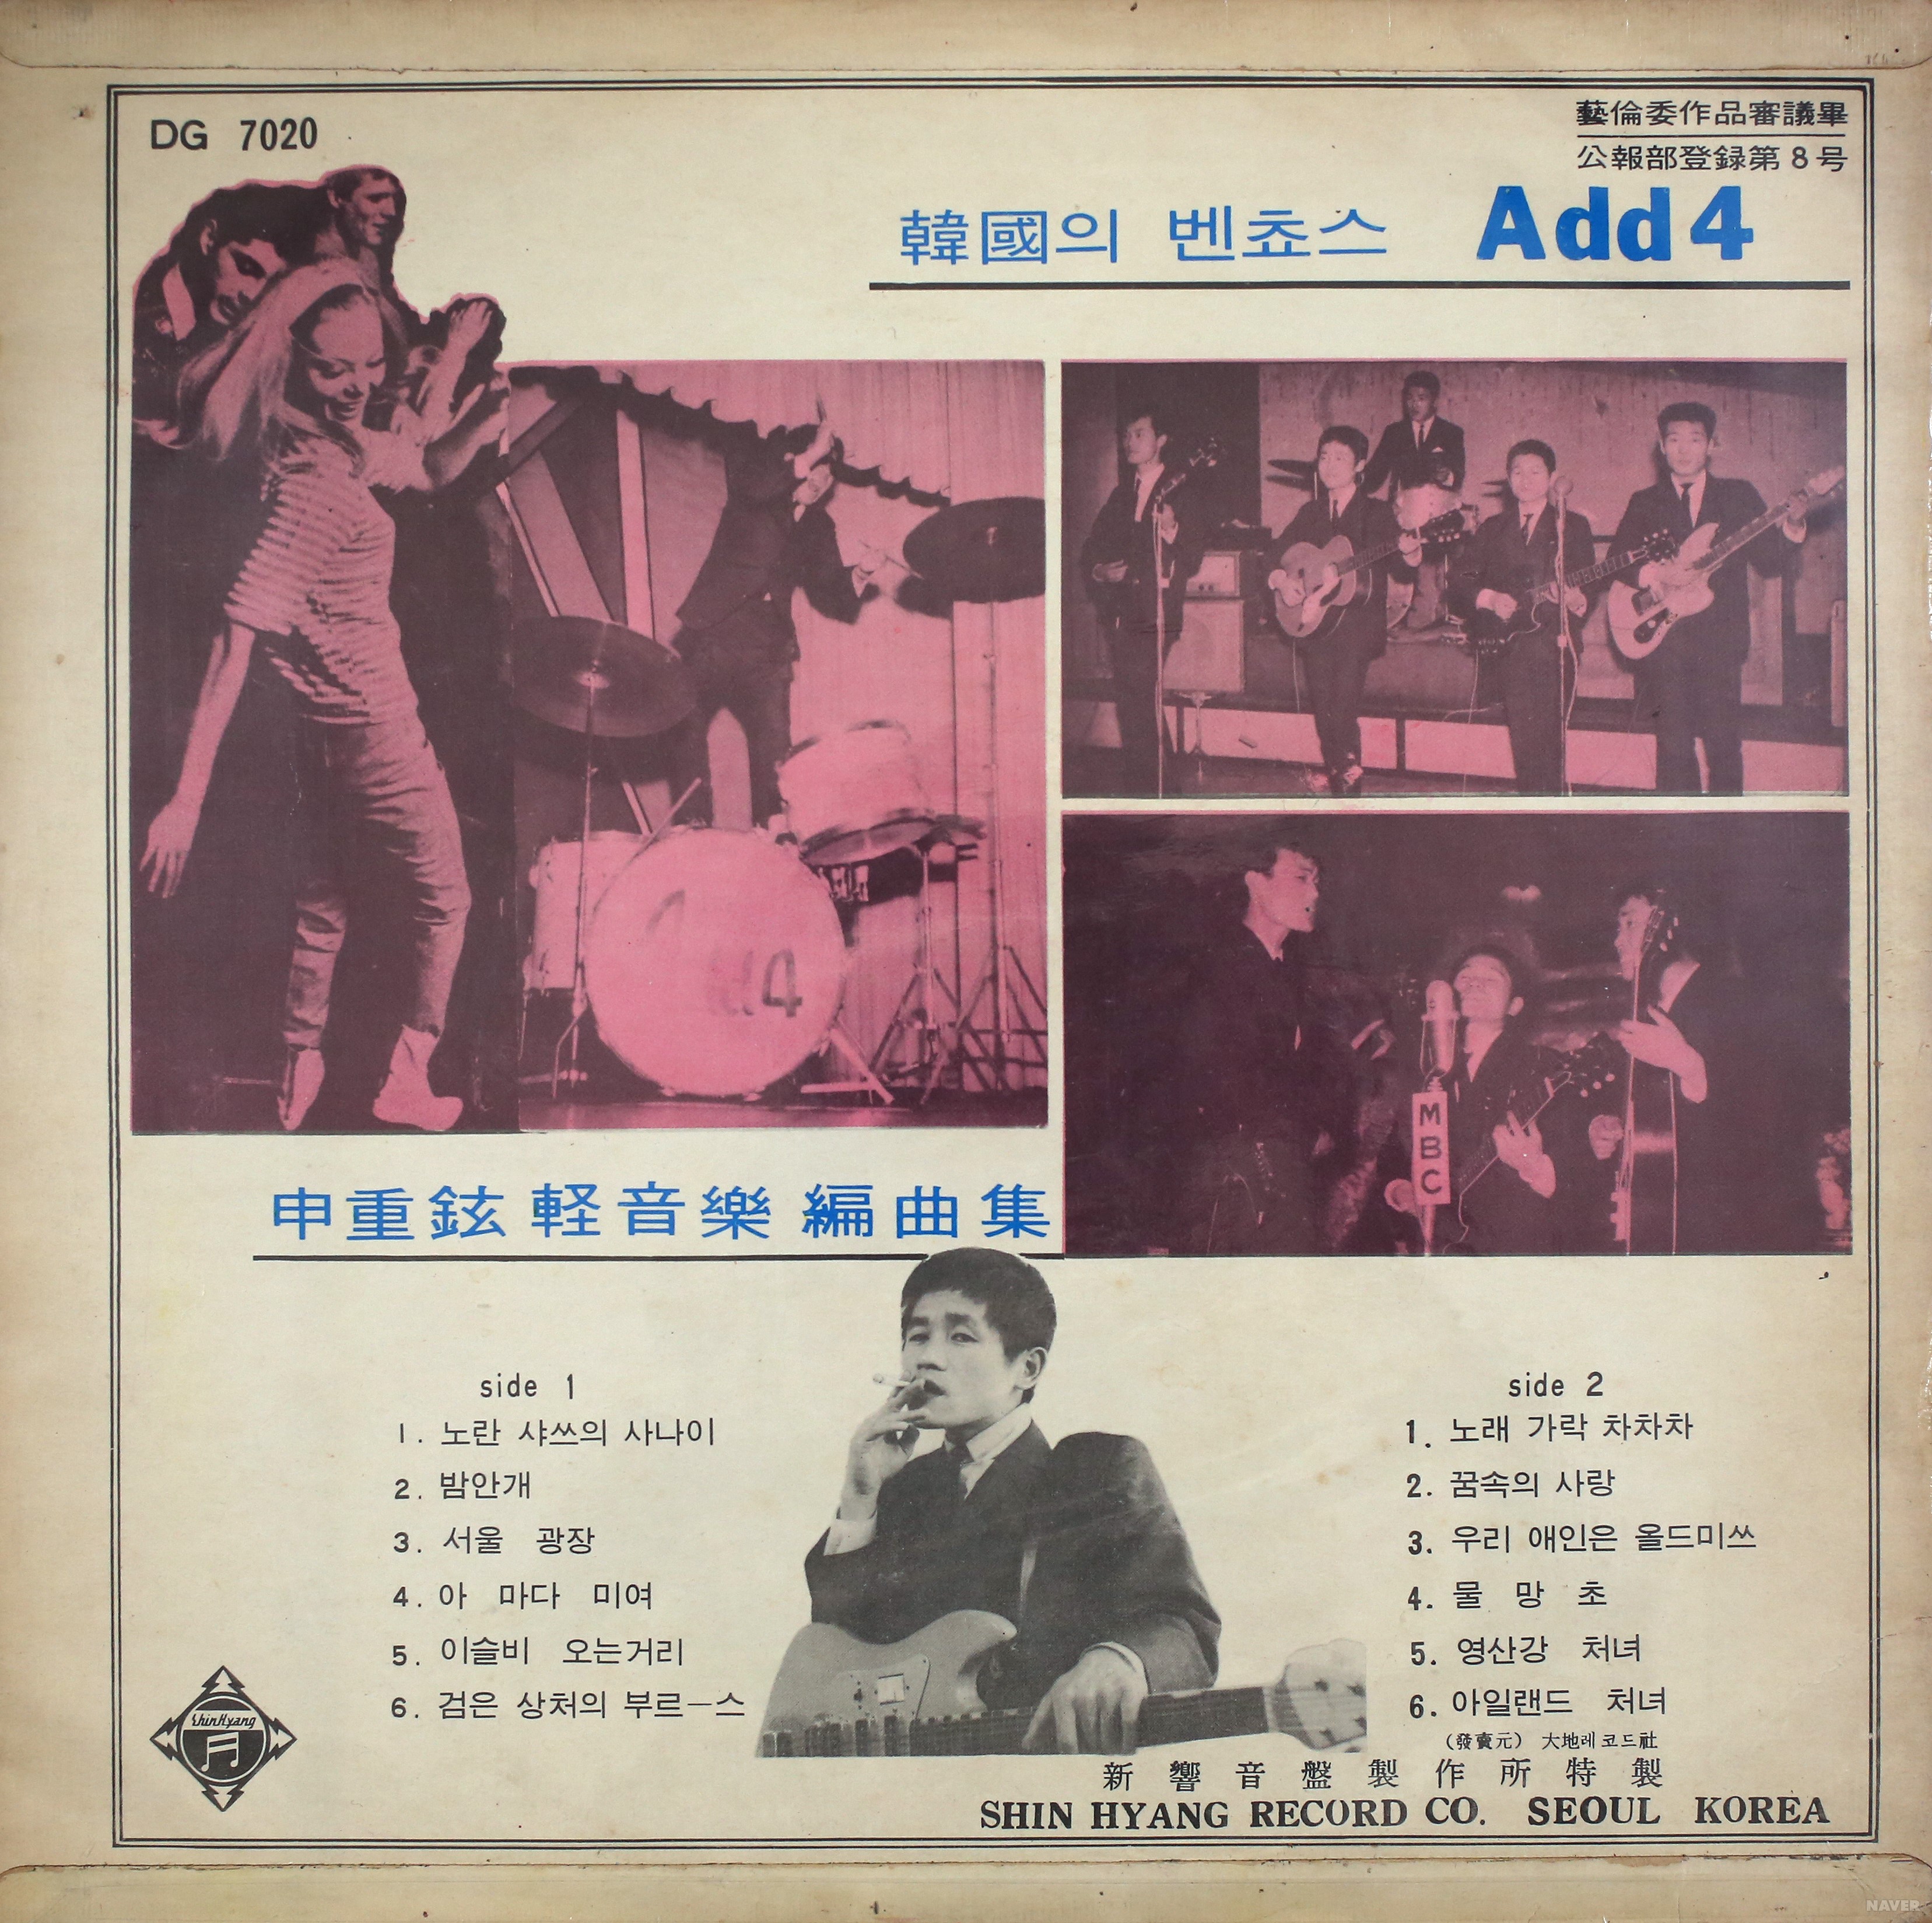 DG 7020
藝倫委作品審議畢
公報部登録第8号
韓國의 벤쵸스 Add4
MBC
申重鉉 軽音樂 編曲集
side 1
1. 노란 샤쓰의 사나이
2. 밤안개
3. 서울 광장
4. 아 마다 미여
5. 이슬비 오는거리
6. 검은 상처의 부르—스
side 2
1. 노래 가락 차차차
2. 꿈속의 사랑
3. 우리 애인은 올드미쓰
4. 물 망 초
5. 영산강 처녀
6. 아일랜드 처녀
(發賣元) 大地레코드社
ShinHyang
新響音盤製作所特製
SHIN HYANG RECORD CO. SEOUL KOREA
NAVER